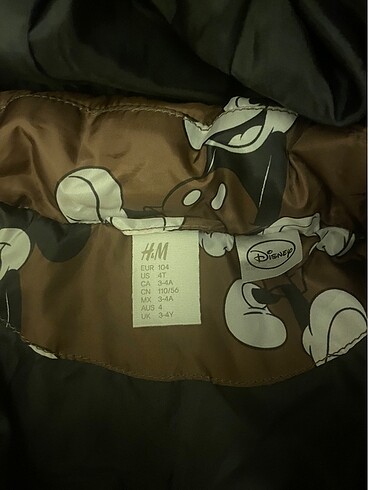 H&M
EUR 104
US 4T
CA 3-4A
CN 110/56
MX 3-4A
AUS 4
UK 3-4Y
Disney